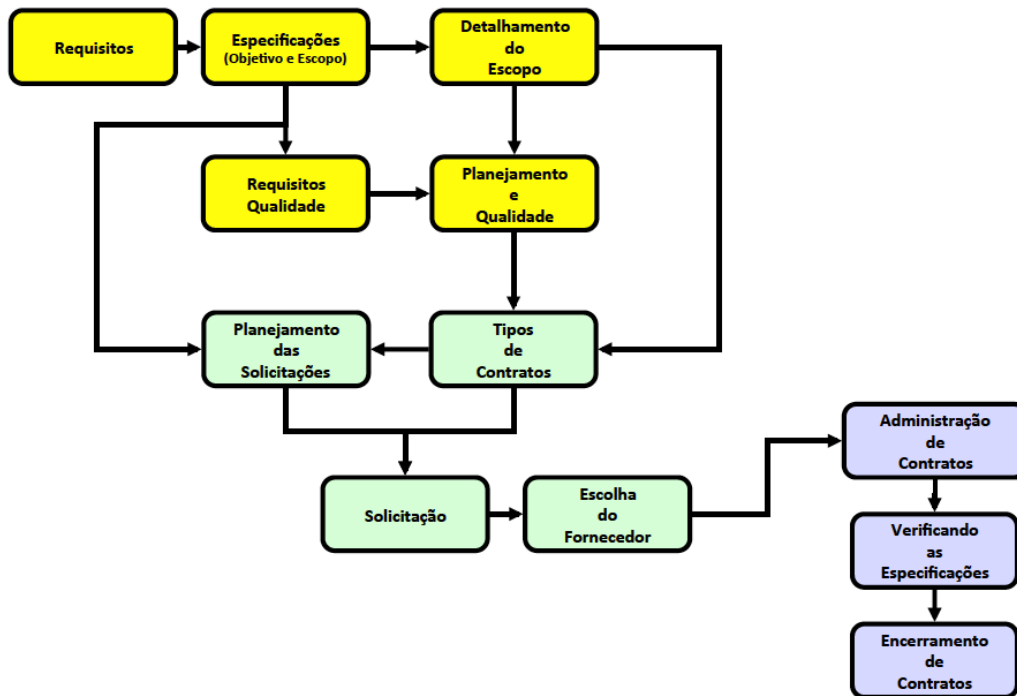 Requisitos
Especificações
(Objetivo e Escopo)
Detalhamento
do
Escopo
Requisitos
Qualidade
Planejamento
e
Qualidade
Planejamento
das
Solicitações
Tipos
de
Contratos
Solicitação
Escolha
do
Fornecedor
Administração
de
Contratos
Verificando
as
Especificações
Encerramento
de
Contratos